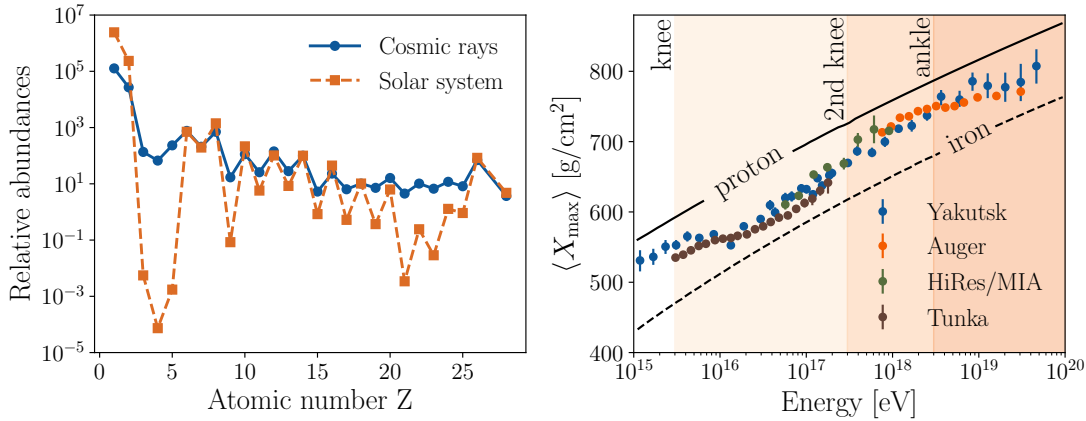 10^7
10^5
10^3
10^1
10^−1
10^−3
10^−5
Relative abundances
Cosmic rays
Solar system
0
5
10
15
20
25
Atomic number Z
800
700
600
500
400
⟨X_max⟩ [g/cm²]
knee
2nd knee
ankle
proton
iron
Yakutsk
Auger
HiRes/MIA
Tunka
10^15
10^16
10^17
10^18
10^19
10^20
Energy [eV]